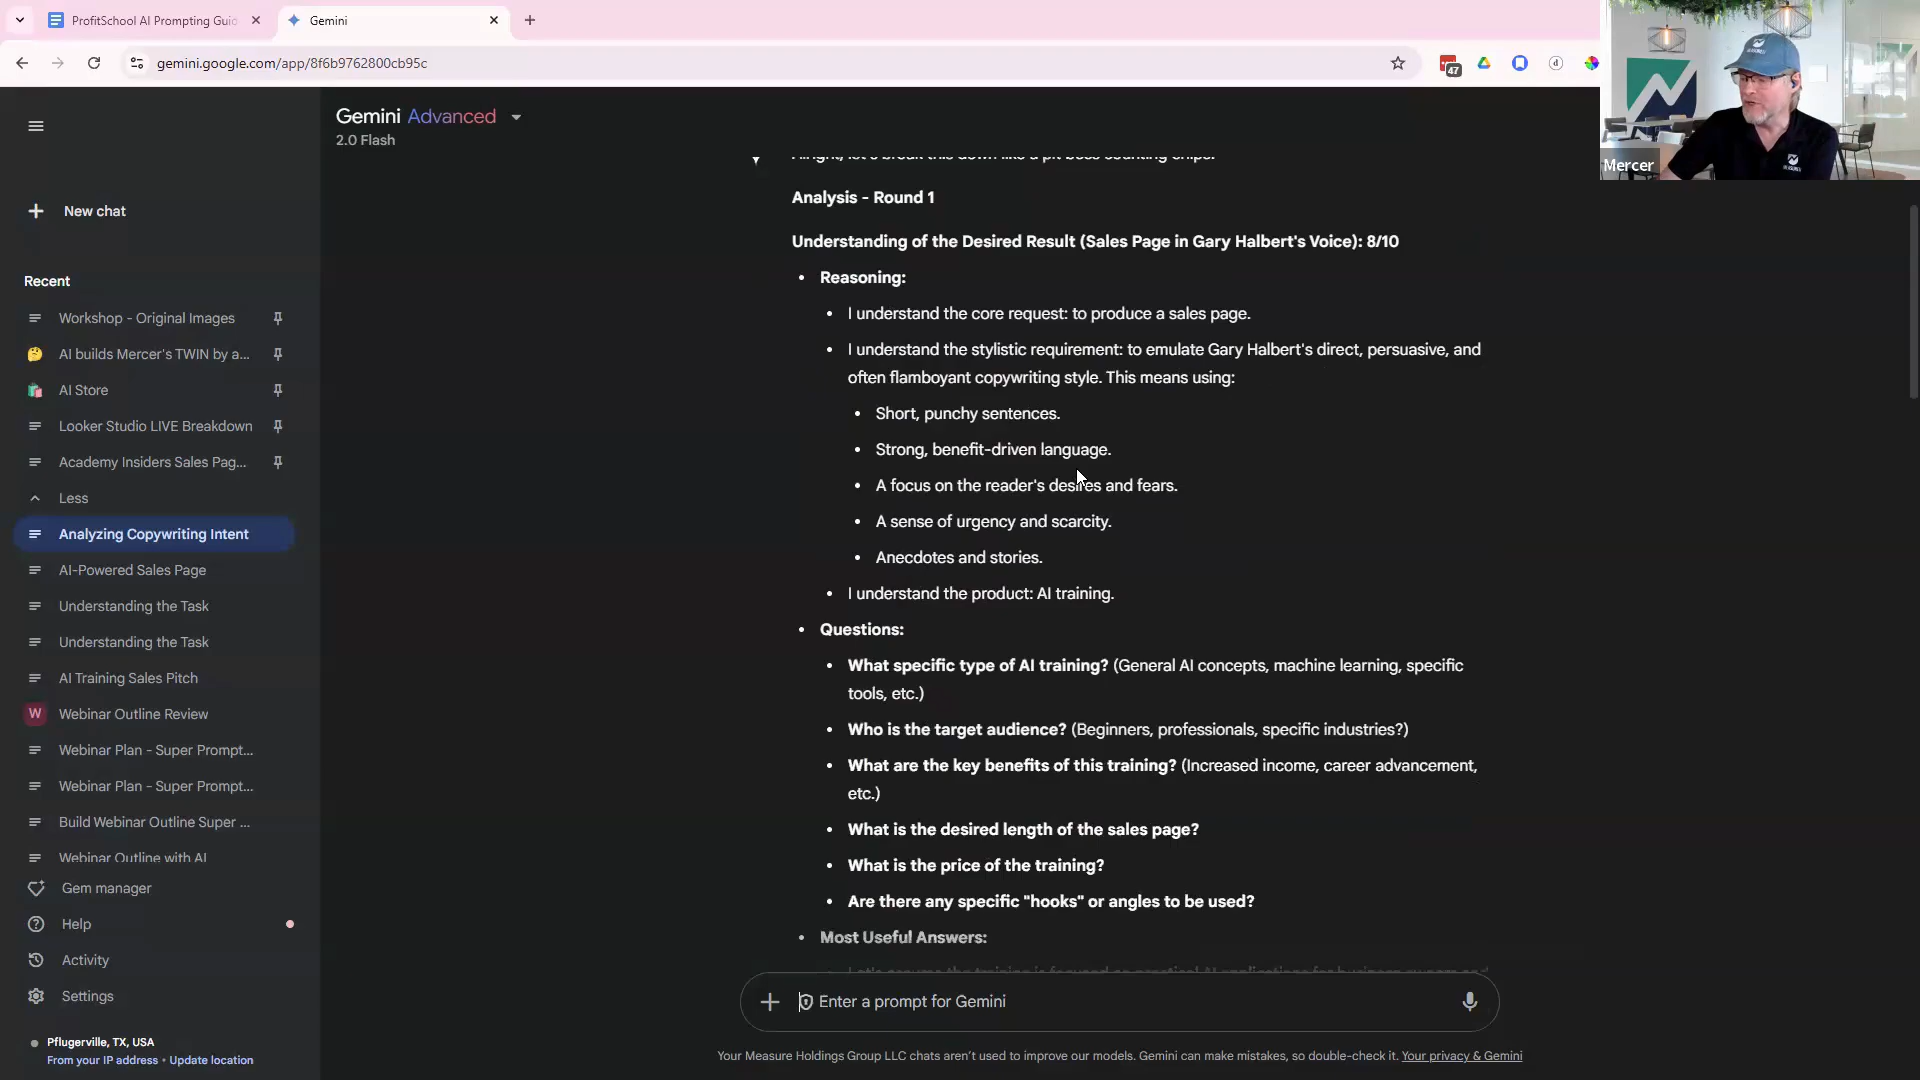 ProfitSchool AI Prompting Guid
Gemini
gemini.google.com/app/8f6b9762800cb95c
47
Mercer
Gemini Advanced
2.0 Flash
New chat
Recent
Workshop - Original Images
AI builds Mercer's TWIN by a...
AI Store
Looker Studio LIVE Breakdown
Academy Insiders Sales Pag...
Less
Analyzing Copywriting Intent
AI-Powered Sales Page
Understanding the Task
Understanding the Task
AI Training Sales Pitch
W Webinar Outline Review
Webinar Plan - Super Prompt...
Webinar Plan - Super Prompt...
Build Webinar Outline Super ...
Webinar Outline with AI
Gem manager
Help
Activity
Settings
Pflugerville, TX, USA
From your IP address • Update location
Alright, let's break this down like a pit boss counting chips.
Analysis - Round 1
Understanding of the Desired Result (Sales Page in Gary Halbert's Voice): 8/10
• Reasoning:
• I understand the core request: to produce a sales page.
• I understand the stylistic requirement: to emulate Gary Halbert's direct, persuasive, and
often flamboyant copywriting style. This means using:
• Short, punchy sentences.
• Strong, benefit-driven language.
• A focus on the reader's desires and fears.
• A sense of urgency and scarcity.
• Anecdotes and stories.
• I understand the product: AI training.
• Questions:
• What specific type of AI training? (General AI concepts, machine learning, specific
tools, etc.)
• Who is the target audience? (Beginners, professionals, specific industries?)
• What are the key benefits of this training? (Increased income, career advancement,
etc.)
• What is the desired length of the sales page?
• What is the price of the training?
• Are there any specific "hooks" or angles to be used?
• Most Useful Answers:
Enter a prompt for Gemini
Your Measure Holdings Group LLC chats aren't used to improve our models. Gemini can make mistakes, so double-check it. Your privacy & Gemini